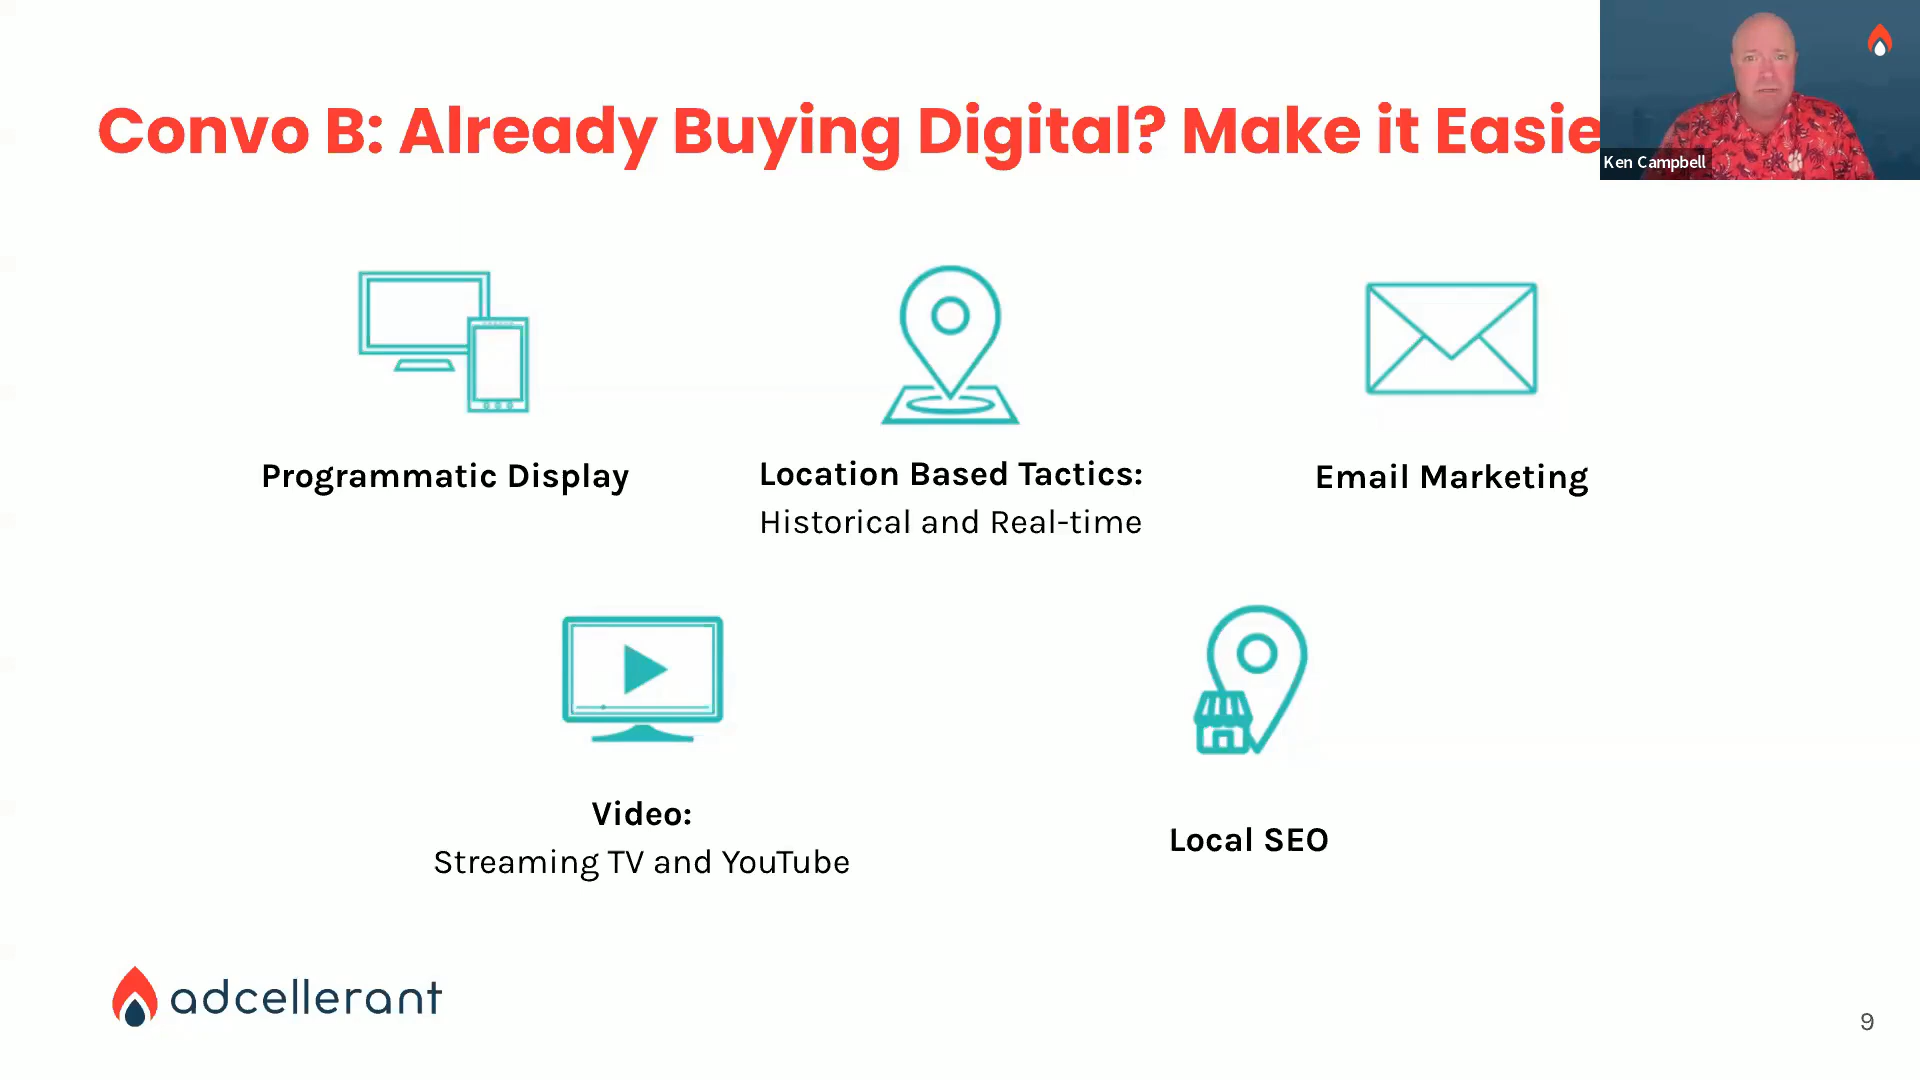 Convo B: Already Buying Digital? Make it Easie
Ken Campbell
Programmatic Display
Location Based Tactics:
Historical and Real-time
Email Marketing
Video:
Streaming TV and YouTube
Local SEO
adcellerant
9